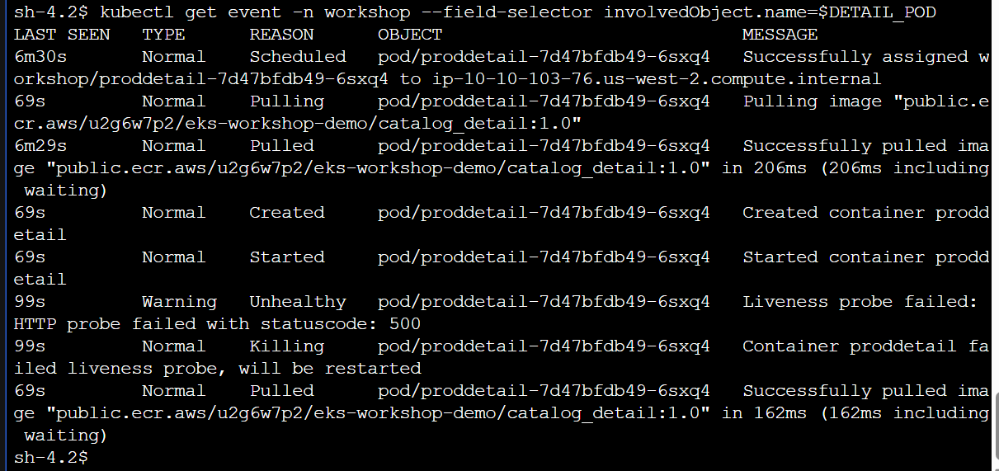 sh-4.2$ kubectl get event -n workshop --field-selector involvedObject.name=$DETAIL_POD
LAST SEEN   TYPE      REASON      OBJECT                            MESSAGE
6m30s       Normal    Scheduled   pod/proddetail-7d47bfdb49-6sxq4   Successfully assigned w
orkshop/proddetail-7d47bfdb49-6sxq4 to ip-10-10-103-76.us-west-2.compute.internal
69s         Normal    Pulling     pod/proddetail-7d47bfdb49-6sxq4   Pulling image "public.e
cr.aws/u2g6w7p2/eks-workshop-demo/catalog_detail:1.0"
6m29s       Normal    Pulled      pod/proddetail-7d47bfdb49-6sxq4   Successfully pulled ima
ge "public.ecr.aws/u2g6w7p2/eks-workshop-demo/catalog_detail:1.0" in 206ms (206ms including
 waiting)
69s         Normal    Created     pod/proddetail-7d47bfdb49-6sxq4   Created container prodd
etail
69s         Normal    Started     pod/proddetail-7d47bfdb49-6sxq4   Started container prodd
etail
99s         Warning   Unhealthy   pod/proddetail-7d47bfdb49-6sxq4   Liveness probe failed:
HTTP probe failed with statuscode: 500
99s         Normal    Killing     pod/proddetail-7d47bfdb49-6sxq4   Container proddetail fa
iled liveness probe, will be restarted
69s         Normal    Pulled      pod/proddetail-7d47bfdb49-6sxq4   Successfully pulled ima
ge "public.ecr.aws/u2g6w7p2/eks-workshop-demo/catalog_detail:1.0" in 162ms (162ms including
 waiting)
sh-4.2$